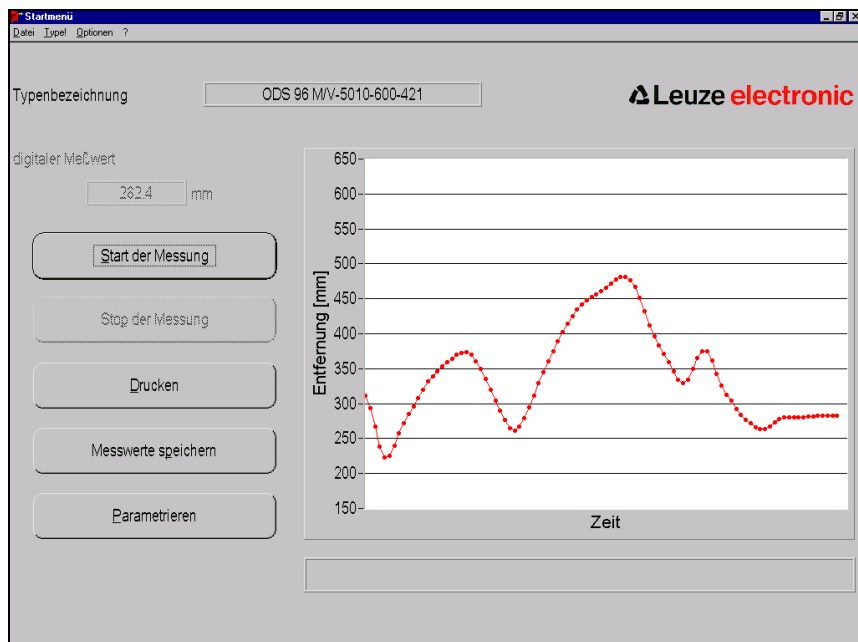 Startmenü
Datei Type! Optionen ?
Typenbezeichnung
ODS 96 M/V-5010-600-421
Leuze electronic
digitaler Meßwert
282.4 mm
Start der Messung
Stop der Messung
Drucken
Messwerte speichern
Parametrieren
Entfernung [mm]
650
600
550
500
450
400
350
300
250
200
150
Zeit